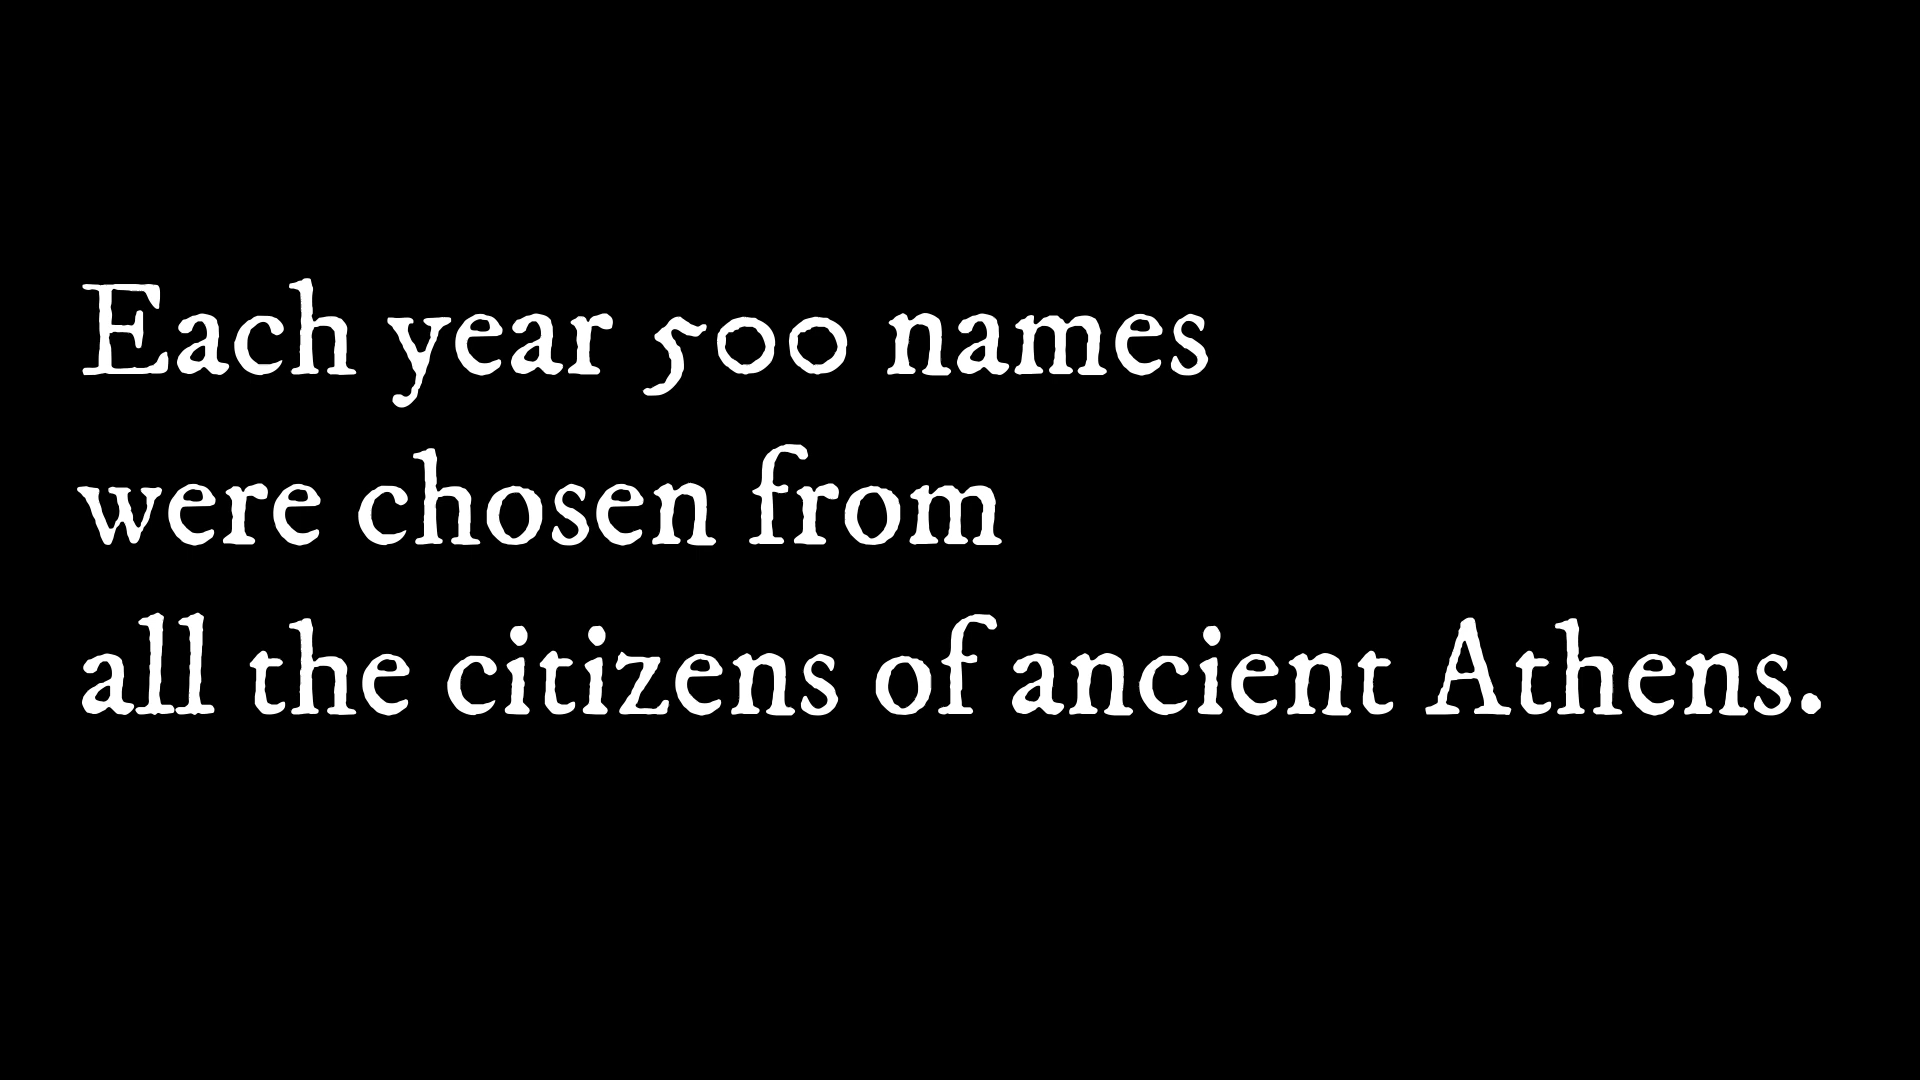 Each year 500 names
were chosen from
all the citizens of ancient Athens.